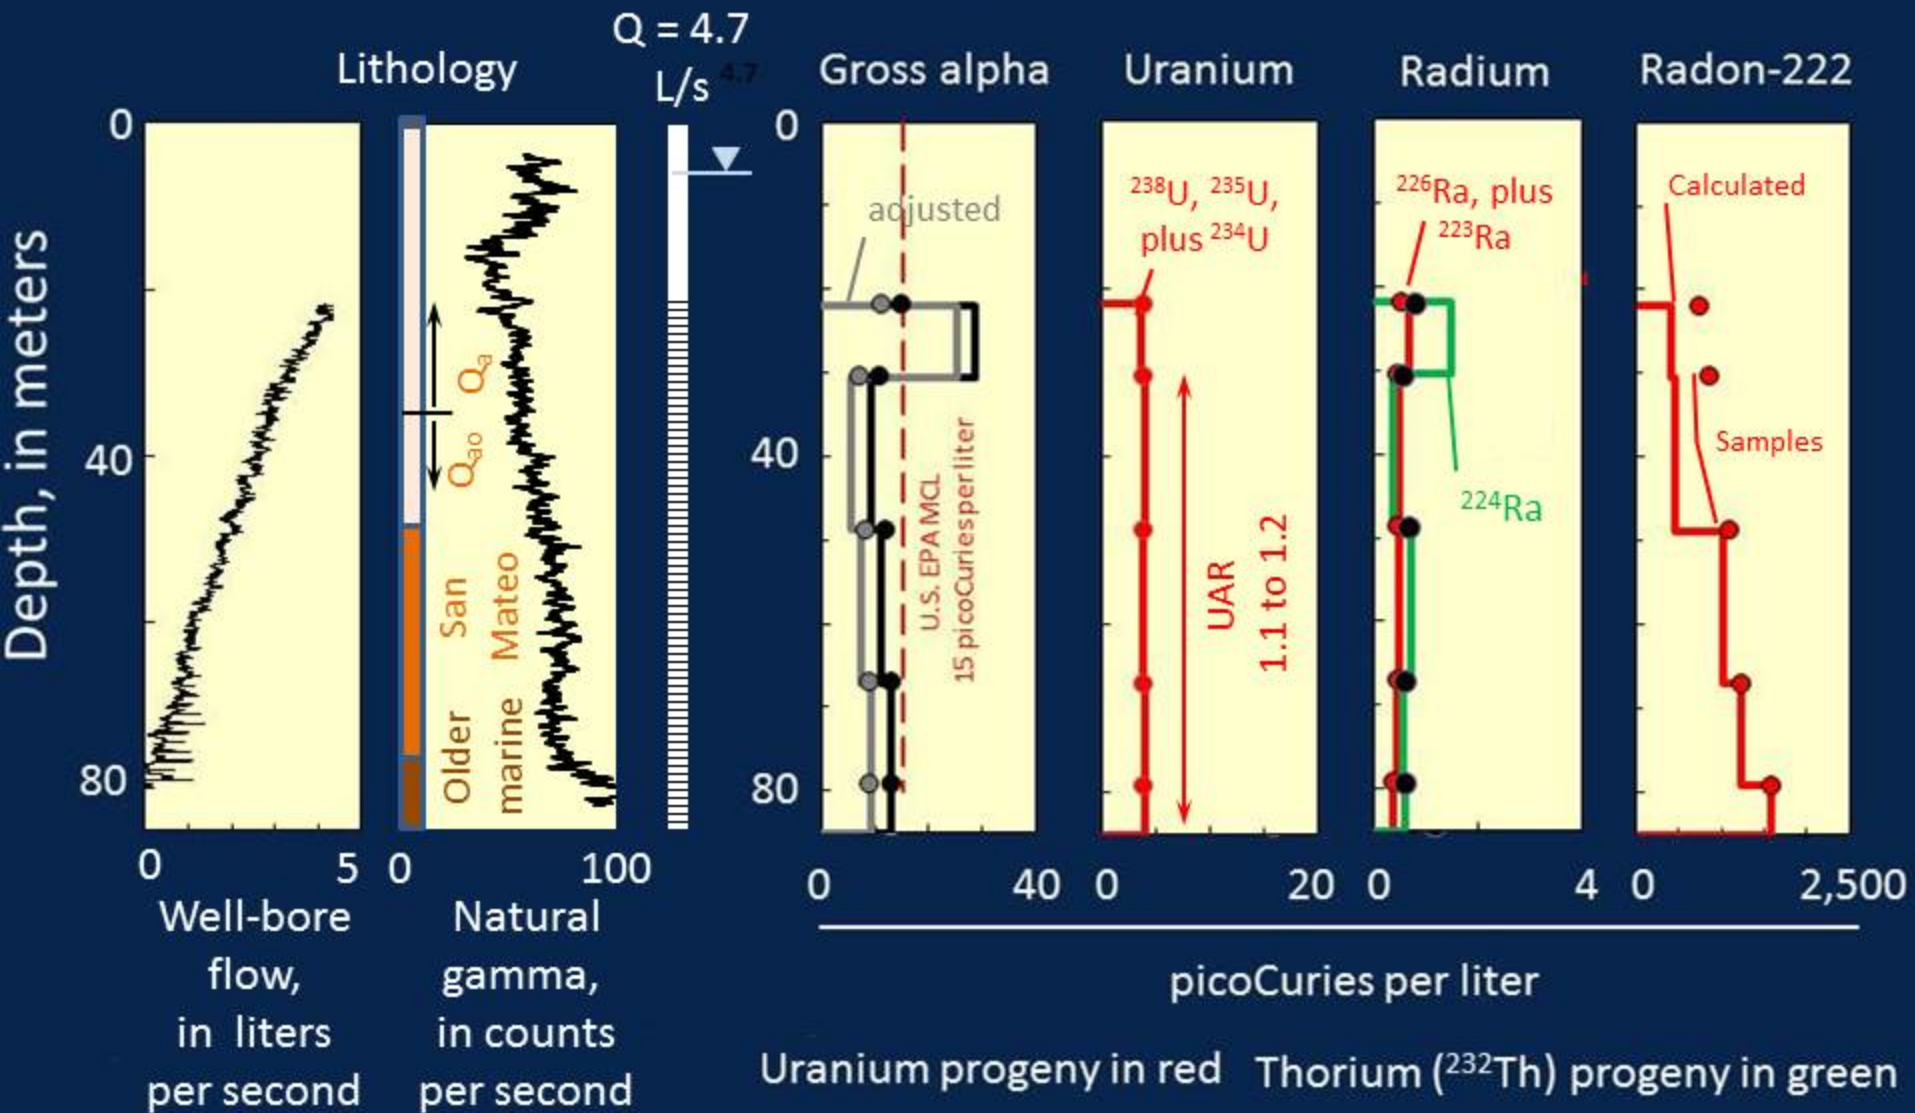 Q = 4.7
L/s
4.7
Lithology
Gross alpha
Uranium
Radium
Radon-222
Depth, in meters
0
40
80
0
5
Well-bore
flow,
in liters
per second
Qa
Qao
San
Mateo
Older
marine
0
100
Natural
gamma,
in counts
per second
0
40
80
adjusted
U.S. EPA MCL
15 picoCuriesperliter
0
40
²³⁸U, ²³⁵U,
plus ²³⁴U
UAR
1.1 to 1.2
0
20
²²⁶Ra, plus
²²³Ra
²²⁴Ra
0
4
Calculated
Samples
0
2,500
picoCuries per liter
Uranium progeny in red
Thorium (²³²Th) progeny in green